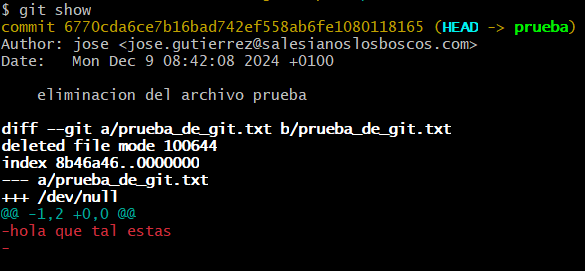 $ git show
commit 6770cda6ce7b16bad742ef558ab6fe1080118165 (HEAD -> prueba)
Author: jose <jose.gutierrez@salesianoslosboscos.com>
Date:   Mon Dec 9 08:42:08 2024 +0100

    eliminacion del archivo prueba

diff --git a/prueba_de_git.txt b/prueba_de_git.txt
deleted file mode 100644
index 8b46a46..0000000
--- a/prueba_de_git.txt
+++ /dev/null
@@ -1,2 +0,0 @@
-hola que tal estas
-